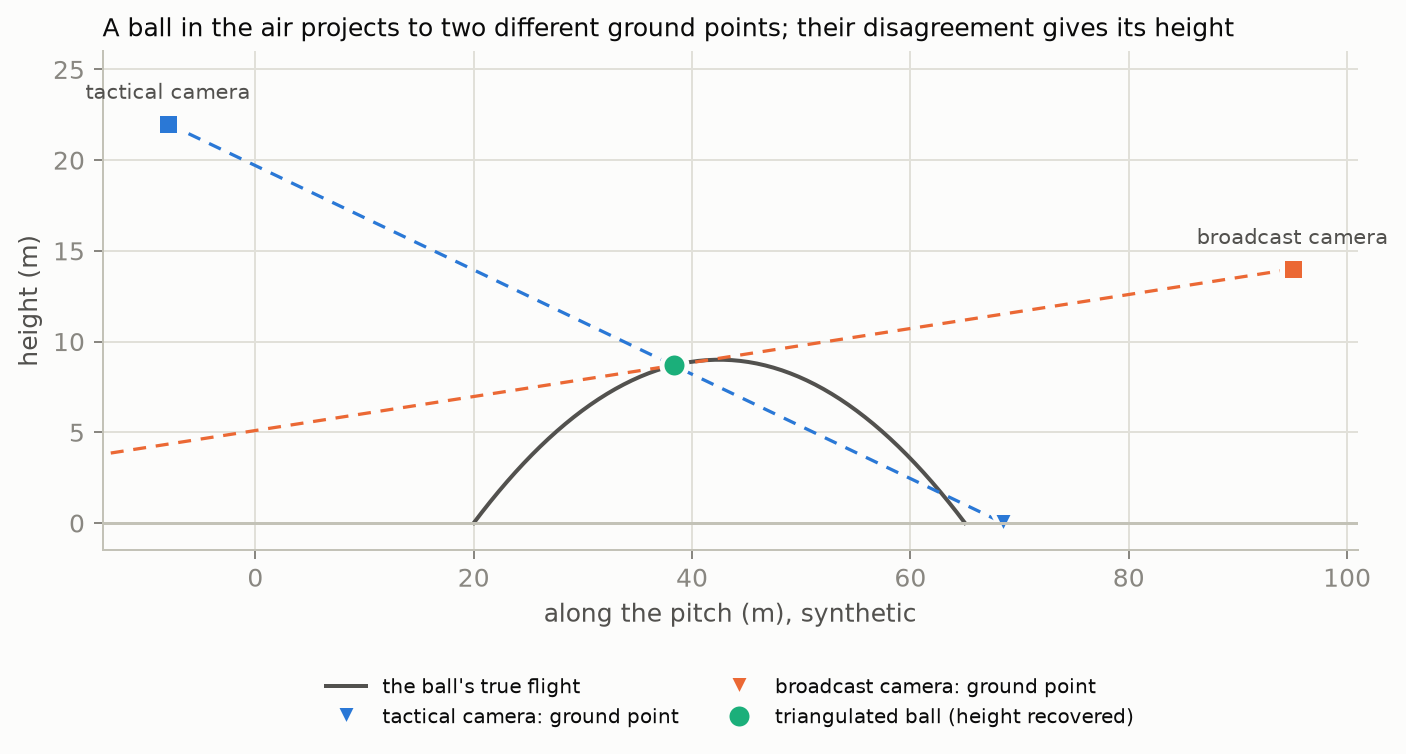 A ball in the air projects to two different ground points; their disagreement gives its height
25
tactical camera
20
broadcast camera
15
height (m)
10
5
0
0 20 40 60 80 100
along the pitch (m), synthetic
the ball's true flight
broadcast camera: ground point
tactical camera: ground point
triangulated ball (height recovered)